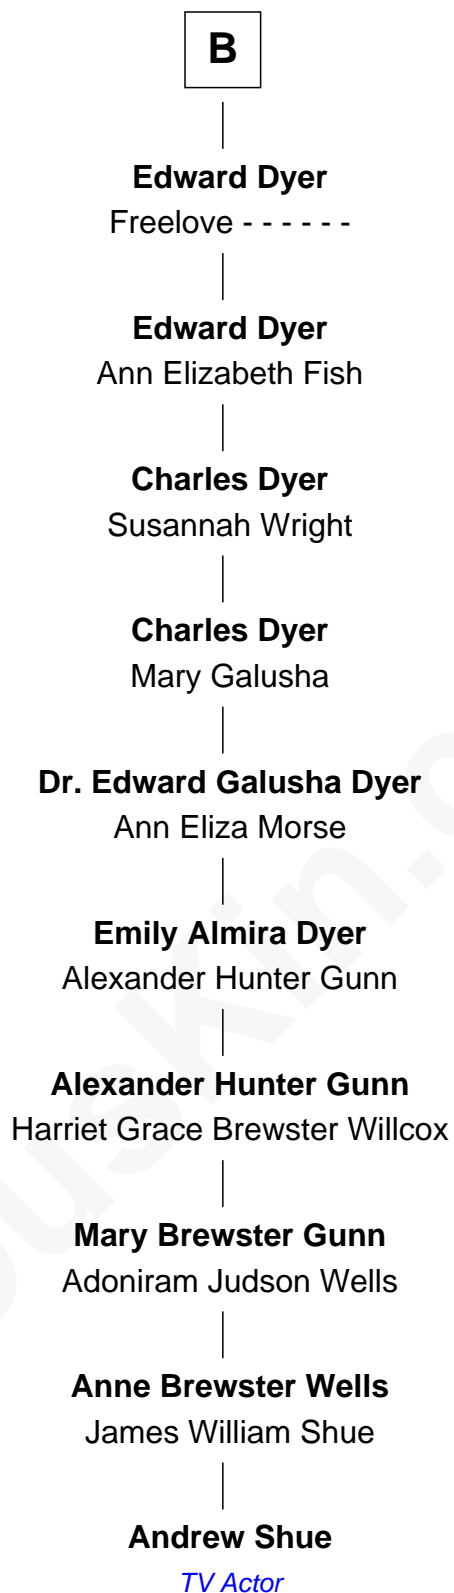 B
Edward Dyer
Freelove - - - - - -
Edward Dyer
Ann Elizabeth Fish
Charles Dyer
Susannah Wright
Charles Dyer
Mary Galusha
Dr. Edward Galusha Dyer
Ann Eliza Morse
Emily Almira Dyer
Alexander Hunter Gunn
Alexander Hunter Gunn
Harriet Grace Brewster Willcox
Mary Brewster Gunn
Adoniram Judson Wells
Anne Brewster Wells
James William Shue
Andrew Shue
TV Actor